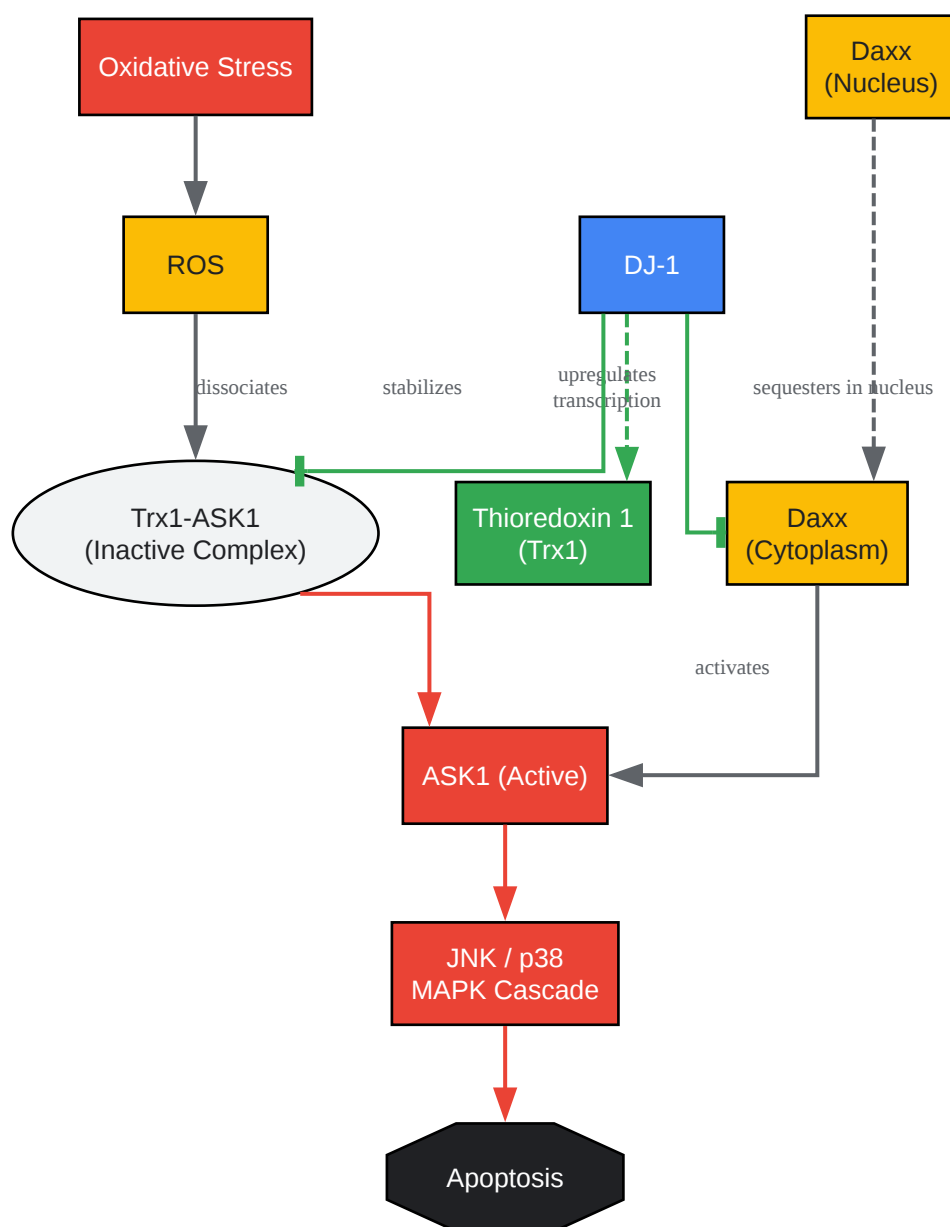 Oxidative Stress
Daxx
(Nucleus)
ROS
DJ-1
dissociates
stabilizes
upregulates
transcription
sequesters in nucleus
Trx1-ASK1
(Inactive Complex)
Thioredoxin 1
(Trx1)
Daxx
(Cytoplasm)
activates
ASK1 (Active)
JNK / p38
MAPK Cascade
Apoptosis